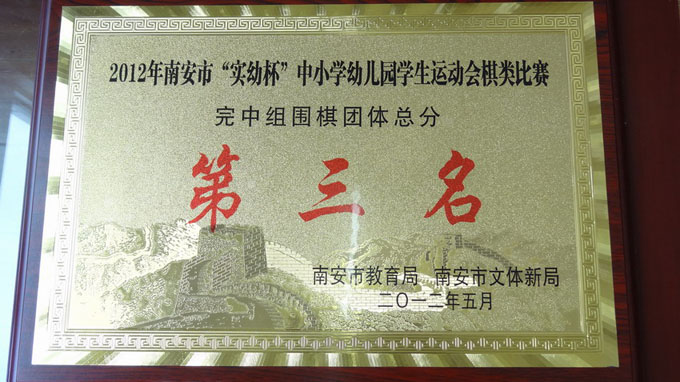 2012年南安市“实幼杯”中小学幼儿园学生运动会棋类比赛
完中组围棋团体总分
第三名
南安市教育局 南安市文体新局
二〇一二年五月